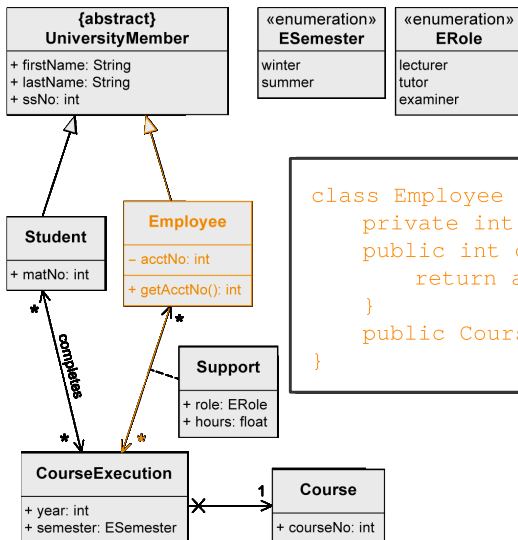 {abstract}
UniversityMember
+ firstName: String
+ lastName: String
+ ssNo: int
«enumeration»
ESemester
winter
summer
«enumeration»
ERole
lecturer
tutor
examiner
Student
+ matNo: int
Employee
− acctNo: int
+ getAcctNo(): int
class Employee
private int
public int
return
}
public
}
*
*
completes
Support
+ role: ERole
+ hours: float
*
*
CourseExecution
+ year: int
+ semester: ESemester
1
Course
+ courseNo: int